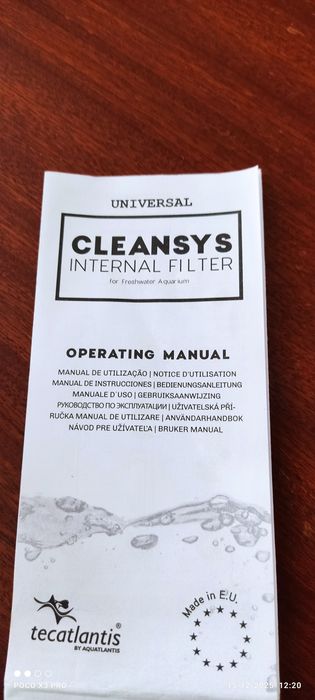 UNIVERSAL
CLEANSYS
INTERNAL FILTER
for Freshwater Aquarium
OPERATING MANUAL
MANUAL DE UTILIZAÇÃO | NOTICE D'UTILISATION
MANUAL DE INSTRUCCIONES | BEDIENUNGSANLEITUNG
MANUALE D´USO | GEBRUIKSAANWIJZING
РУКОВОДСТВО ПО ЭКСПЛУАТАЦИИ | UŽIVATELSKÁ PŘÍ-
RUČKA MANUAL DE UTILIZARE | ANVÄNDARHANDBOK
NÁVOD PRE UŽÍVATEĽA | BRUKER MANUAL
Made in E.U.
tecatlantis®
BY AQUATLANTIS
POCO X3 PRO
12:20